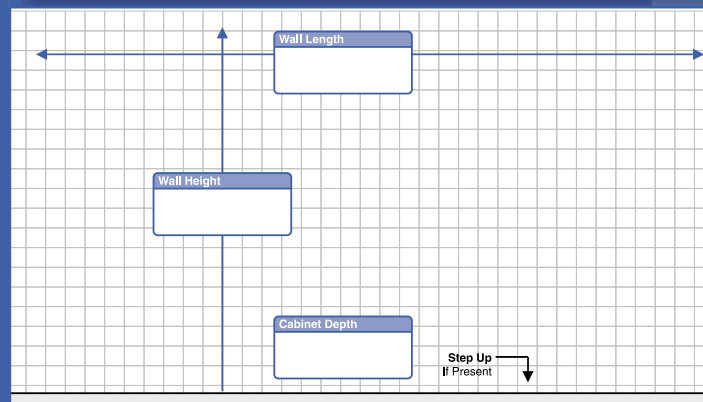 Wall Length
Wall Height
Cabinet Depth
Step Up
If Present